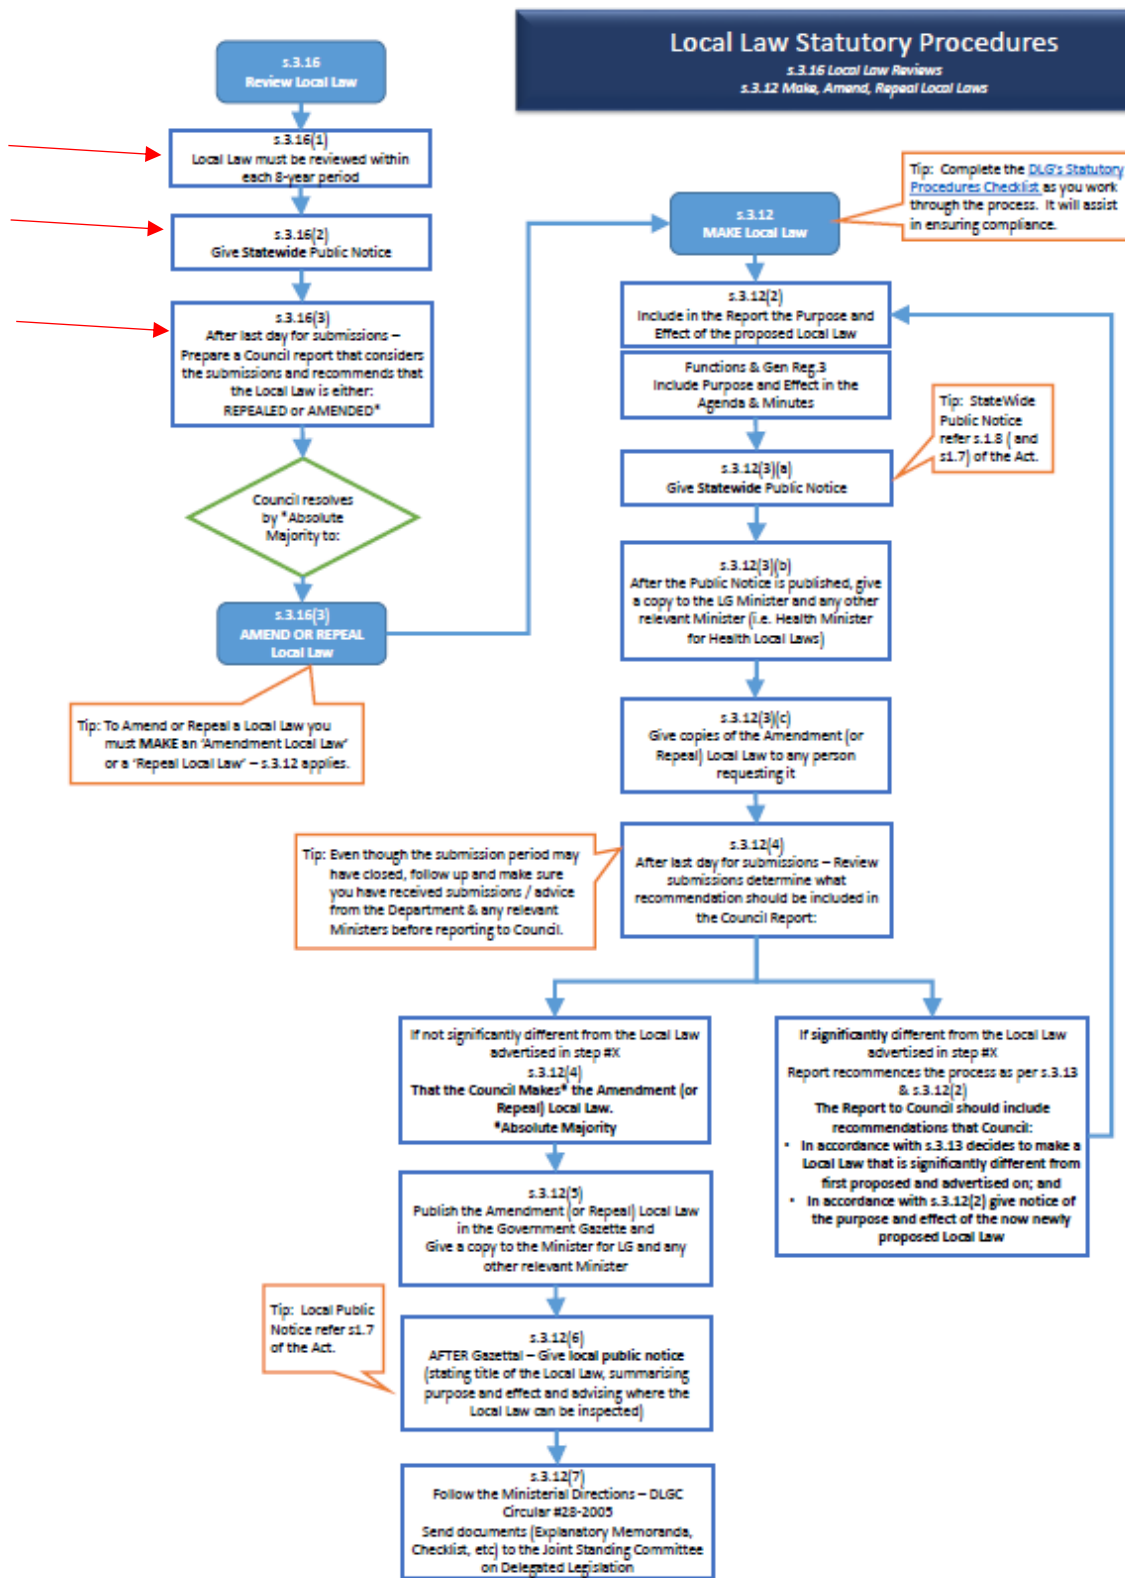 Local Law Statutory Procedures
s.3.16 Local Law Reviews
s.3.12 Make, Amend, Repeal Local Laws
s.3.16
Review Local Law
s.3.16(1)
Local Law must be reviewed within
each 8-year period
s.3.16(2)
Give Statewide Public Notice
s.3.16(3)
After last day for submissions –
Prepare a Council report that considers
the submissions and recommends that
the Local Law is either:
REPEALED or AMENDED*
Council resolves
by *Absolute
Majority to:
s.3.16(3)
AMEND OR REPEAL
Local Law
Tip: To Amend or Repeal a Local Law you
must MAKE an 'Amendment Local Law'
or a 'Repeal Local Law' – s.3.12 applies.
s.3.12
MAKE Local Law
Tip: Complete the DLG's Statutory
Procedures Checklist as you work
through the process. It will assist
in ensuring compliance.
s.3.12(2)
Include in the Report the Purpose and
Effect of the proposed Local Law
Functions & Gen Reg.3
Include Purpose and Effect in the
Agenda & Minutes
s.3.12(3)(a)
Give Statewide Public Notice
Tip: StateWide
Public Notice
refer s.1.8 ( and
s1.7) of the Act.
s.3.12(3)(b)
After the Public Notice is published, give
a copy to the LG Minister and any other
relevant Minister (i.e. Health Minister
for Health Local Laws)
s.3.12(3)(c)
Give copies of the Amendment (or
Repeal) Local Law to any person
requesting it
s.3.12(4)
After last day for submissions – Review
submissions determine what
recommendation should be included in
the Council Report:
Tip: Even though the submission period may
have closed, follow up and make sure
you have received submissions / advice
from the Department & any relevant
Ministers before reporting to Council.
If not significantly different from the Local Law
advertised in step #X
s.3.12(4)
That the Council Makes* the Amendment (or
Repeal) Local Law.
*Absolute Majority
If significantly different from the Local Law
advertised in step #X
Report recommences the process as per s.3.13
& s.3.12(2)
The Report to Council should include
recommendations that Council:
• In accordance with s.3.13 decides to make a
Local Law that is significantly different from
first proposed and advertised on; and
• In accordance with s.3.12(2) give notice of
the purpose and effect of the now newly
proposed Local Law
s.3.12(5)
Publish the Amendment (or Repeal) Local Law
in the Government Gazette and
Give a copy to the Minister for LG and any
other relevant Minister
Tip: Local Public
Notice refer s1.7
of the Act.
s.3.12(6)
AFTER Gazettal – Give local public notice
(stating title of the Local Law, summarising
purpose and effect and advising where the
Local Law can be inspected)
s.3.12(7)
Follow the Ministerial Directions – DLGC
Circular #28-2005
Send documents (Explanatory Memoranda,
Checklist, etc) to the Joint Standing Committee
on Delegated Legislation